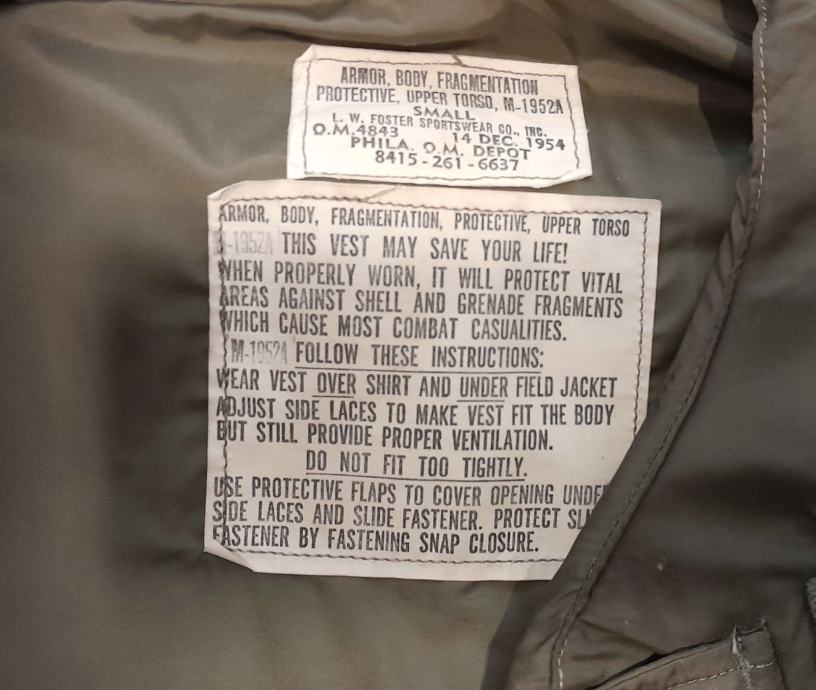 ARMOR, BODY, FRAGMENTATION
PROTECTIVE, UPPER TORSO, M-1952A
SMALL
L. W. FOSTER SPORTSWEAR CO., INC.
O.M.4843 14 DEC. 1954
PHILA. Q.M. DEPOT
8415-261-6637
ARMOR, BODY, FRAGMENTATION, PROTECTIVE, UPPER TORSO
M-1952A THIS VEST MAY SAVE YOUR LIFE!
WHEN PROPERLY WORN, IT WILL PROTECT VITAL
AREAS AGAINST SHELL AND GRENADE FRAGMENTS
WHICH CAUSE MOST COMBAT CASUALITIES.
M-1952A FOLLOW THESE INSTRUCTIONS:
WEAR VEST OVER SHIRT AND UNDER FIELD JACKET
ADJUST SIDE LACES TO MAKE VEST FIT THE BODY
BUT STILL PROVIDE PROPER VENTILATION.
DO NOT FIT TOO TIGHTLY.
USE PROTECTIVE FLAPS TO COVER OPENING UNDE
SIDE LACES AND SLIDE FASTENER. PROTECT SLI
FASTENER BY FASTENING SNAP CLOSURE.